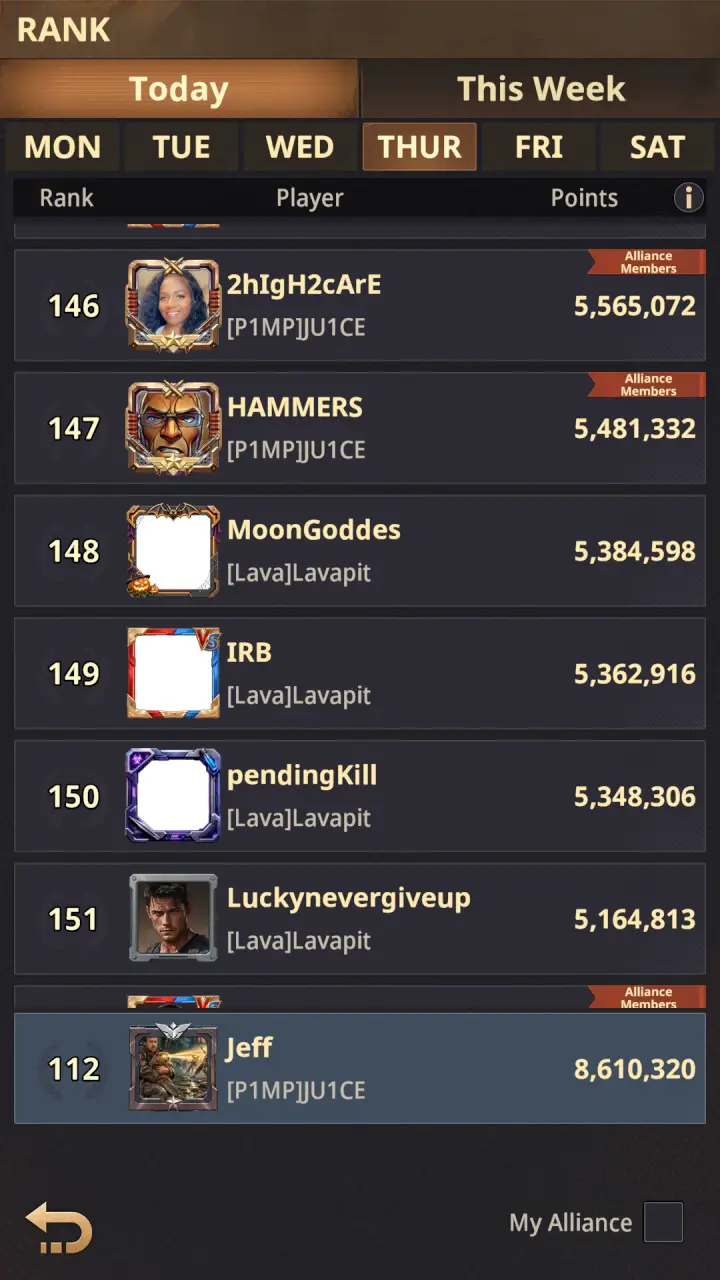 RANK
Today
This Week
MON
TUE
WED
THUR
FRI
SAT
Rank
Player
Points
i
Alliance
Members
146
2hIgH2cArE
[P1MP]JU1CE
5,565,072
Alliance
Members
147
HAMMERS
[P1MP]JU1CE
5,481,332
148
MoonGoddes
[Lava]Lavapit
5,384,598
VS
149
IRB
[Lava]Lavapit
5,362,916
150
pendingKill
[Lava]Lavapit
5,348,306
151
Luckynevergiveup
[Lava]Lavapit
5,164,813
VS
Alliance
Members
112
Jeff
[P1MP]JU1CE
8,610,320
My Alliance